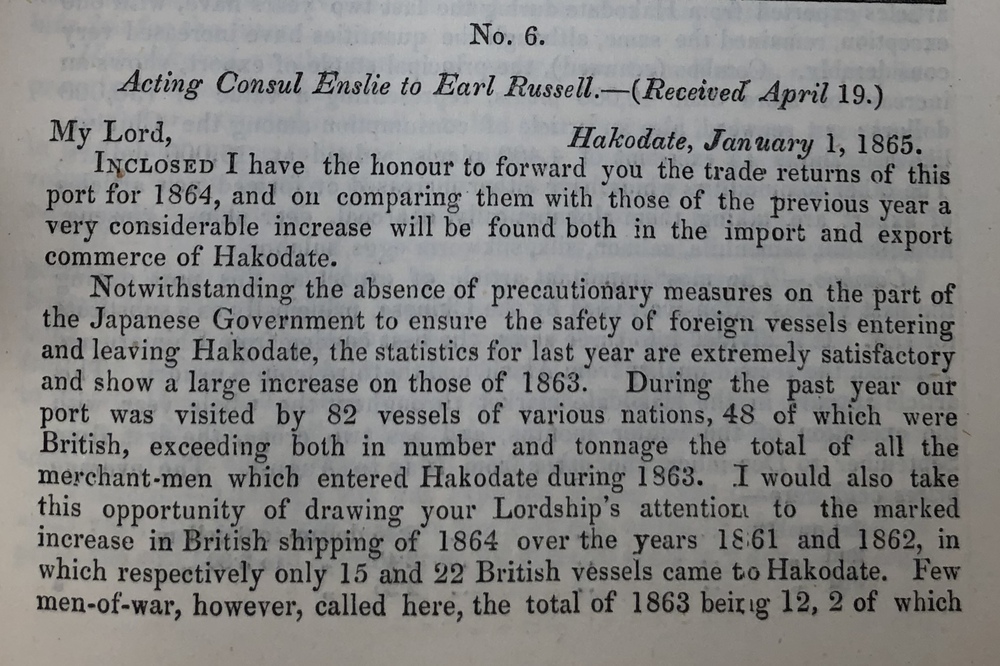 No. 6.
Acting Consul Enslie to Earl Russell.—(Received April 19.)
My Lord, Hakodate, January 1, 1865.
INCLOSED I have the honour to forward you the trade returns of this
port for 1864, and on comparing them with those of the previous year a
very considerable increase will be found both in the import and export
commerce of Hakodate.
Notwithstanding the absence of precautionary measures on the part of
the Japanese Government to ensure the safety of foreign vessels entering
and leaving Hakodate, the statistics for last year are extremely satisfactory
and show a large increase on those of 1863. During the past year our
port was visited by 82 vessels of various nations, 48 of which were
British, exceeding both in number and tonnage the total of all the
merchant-men which entered Hakodate during 1863. I would also take
this opportunity of drawing your Lordship's attention to the marked
increase in British shipping of 1864 over the years 1861 and 1862, in
which respectively only 15 and 22 British vessels came to Hakodate. Few
men-of-war, however, called here, the total of 1863 being 12, 2 of which